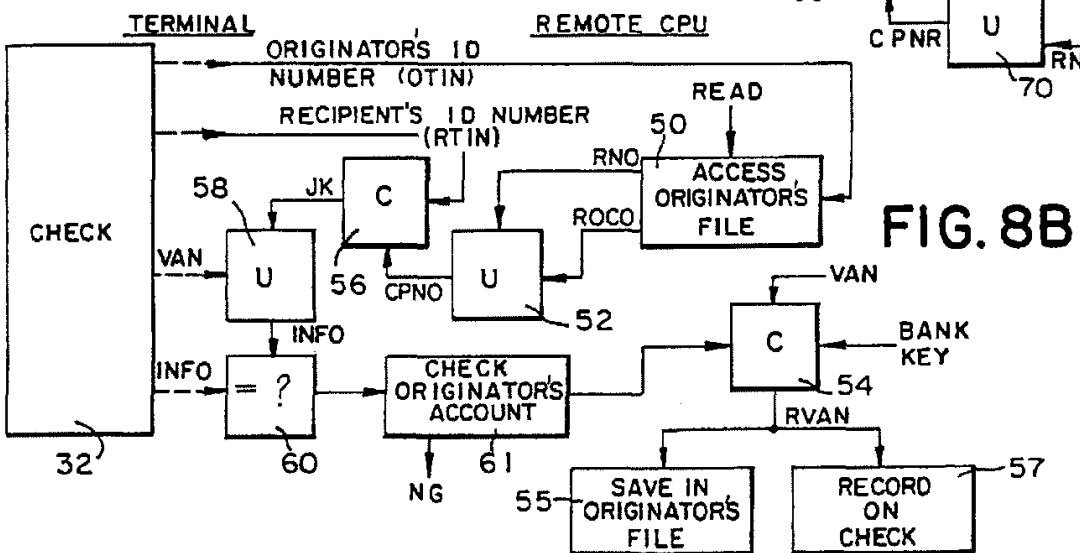 TERMINAL
REMOTE CPU
CPNR
U
70
RN
ORIGINATOR'S ID
NUMBER (OTIN)
READ
RECIPIENT'S ID NUMBER
(RTIN)
50
RNO
ACCESS
ORIGINATOR'S
FILE
58
JK
C
ROCO
FIG. 8B
CHECK
VAN
U
56
CPNO
U
52
VAN
INFO
C
BANK
KEY
54
INFO
= ?
CHECK
ORIGINATOR'S
ACCOUNT
RVAN
32
60
61
NG
55
SAVE IN
ORIGINATOR'S
FILE
57
RECORD
ON
CHECK